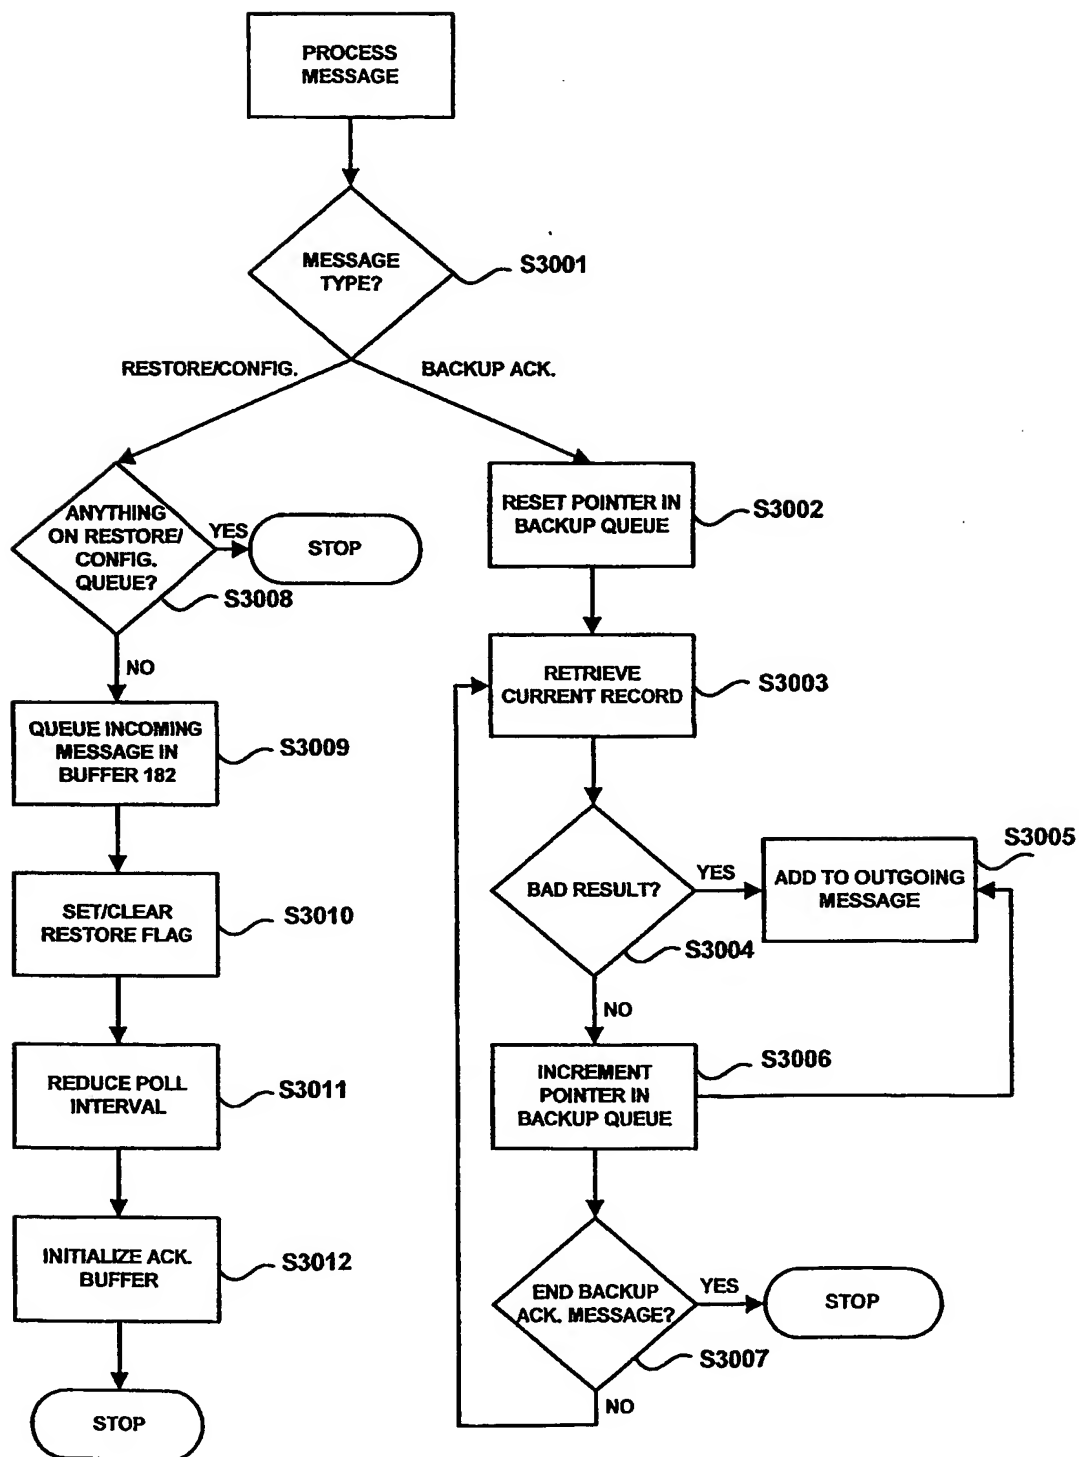 PROCESS
MESSAGE
MESSAGE
TYPE?
S3001
RESTORE/CONFIG.
BACKUP ACK.
ANYTHING
ON RESTORE/
CONFIG.
QUEUE?
YES
STOP
S3008
NO
QUEUE INCOMING
MESSAGE IN
BUFFER 182
S3009
SET/CLEAR
RESTORE FLAG
S3010
REDUCE POLL
INTERVAL
S3011
INITIALIZE ACK.
BUFFER
S3012
STOP
RESET POINTER IN
BACKUP QUEUE
S3002
RETRIEVE
CURRENT RECORD
S3003
BAD RESULT?
YES
S3004
ADD TO OUTGOING
MESSAGE
S3005
NO
INCREMENT
POINTER IN
BACKUP QUEUE
S3006
END BACKUP
ACK. MESSAGE?
YES
STOP
S3007
NO